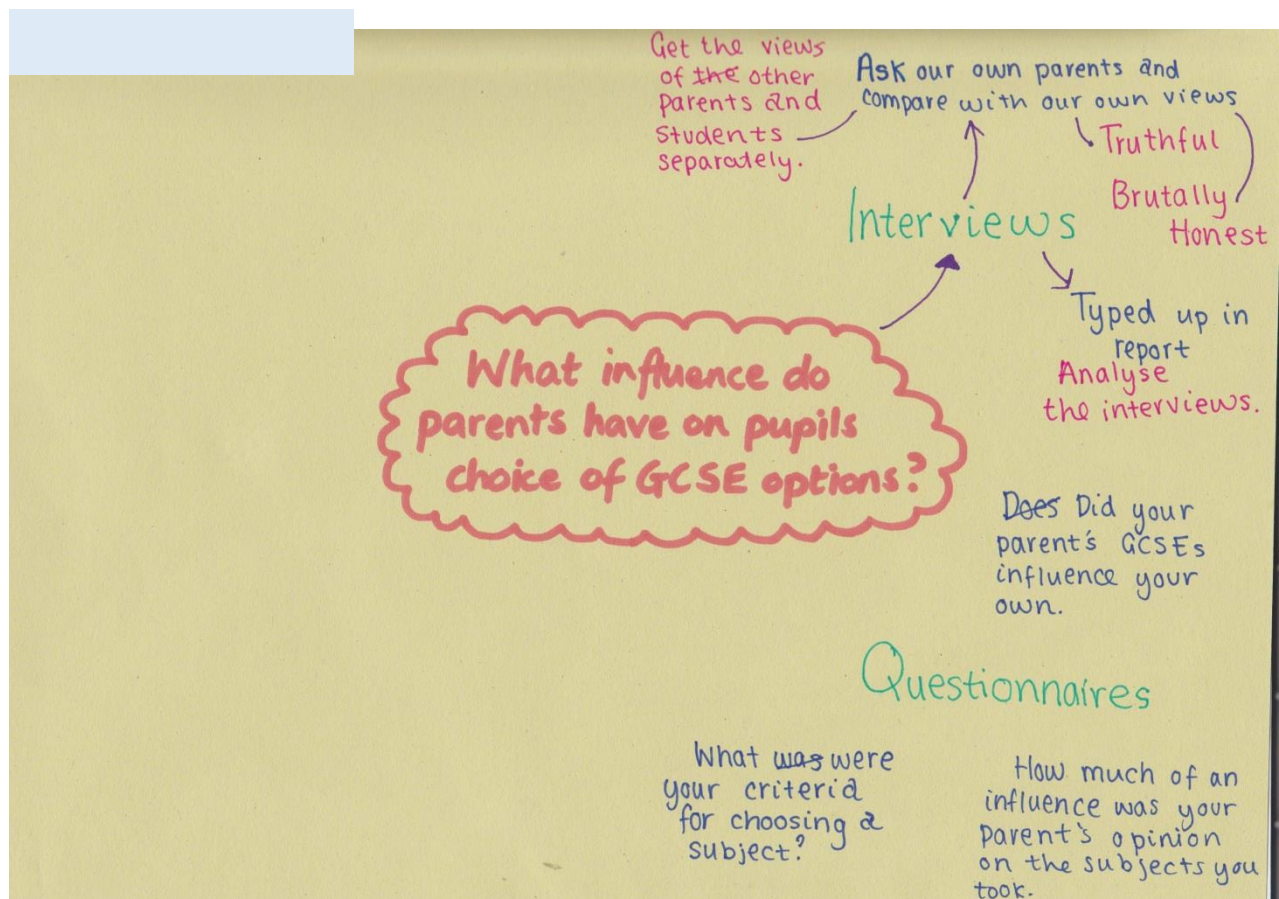 Get the views
of the other
parents and
students
separately.
Ask our own parents and
compare with our own views
Truthful
Brutally
Honest
Interviews
Typed up in
report
Analyse
the interviews.
What influence do
parents have on pupils
choice of GCSE options?
Does Did your
parent's GCSEs
influence your
own.
Questionnaires
What was were
your criteria
for choosing a
subject?
How much of an
influence was your
parent's opinion
on the subjects you
took.